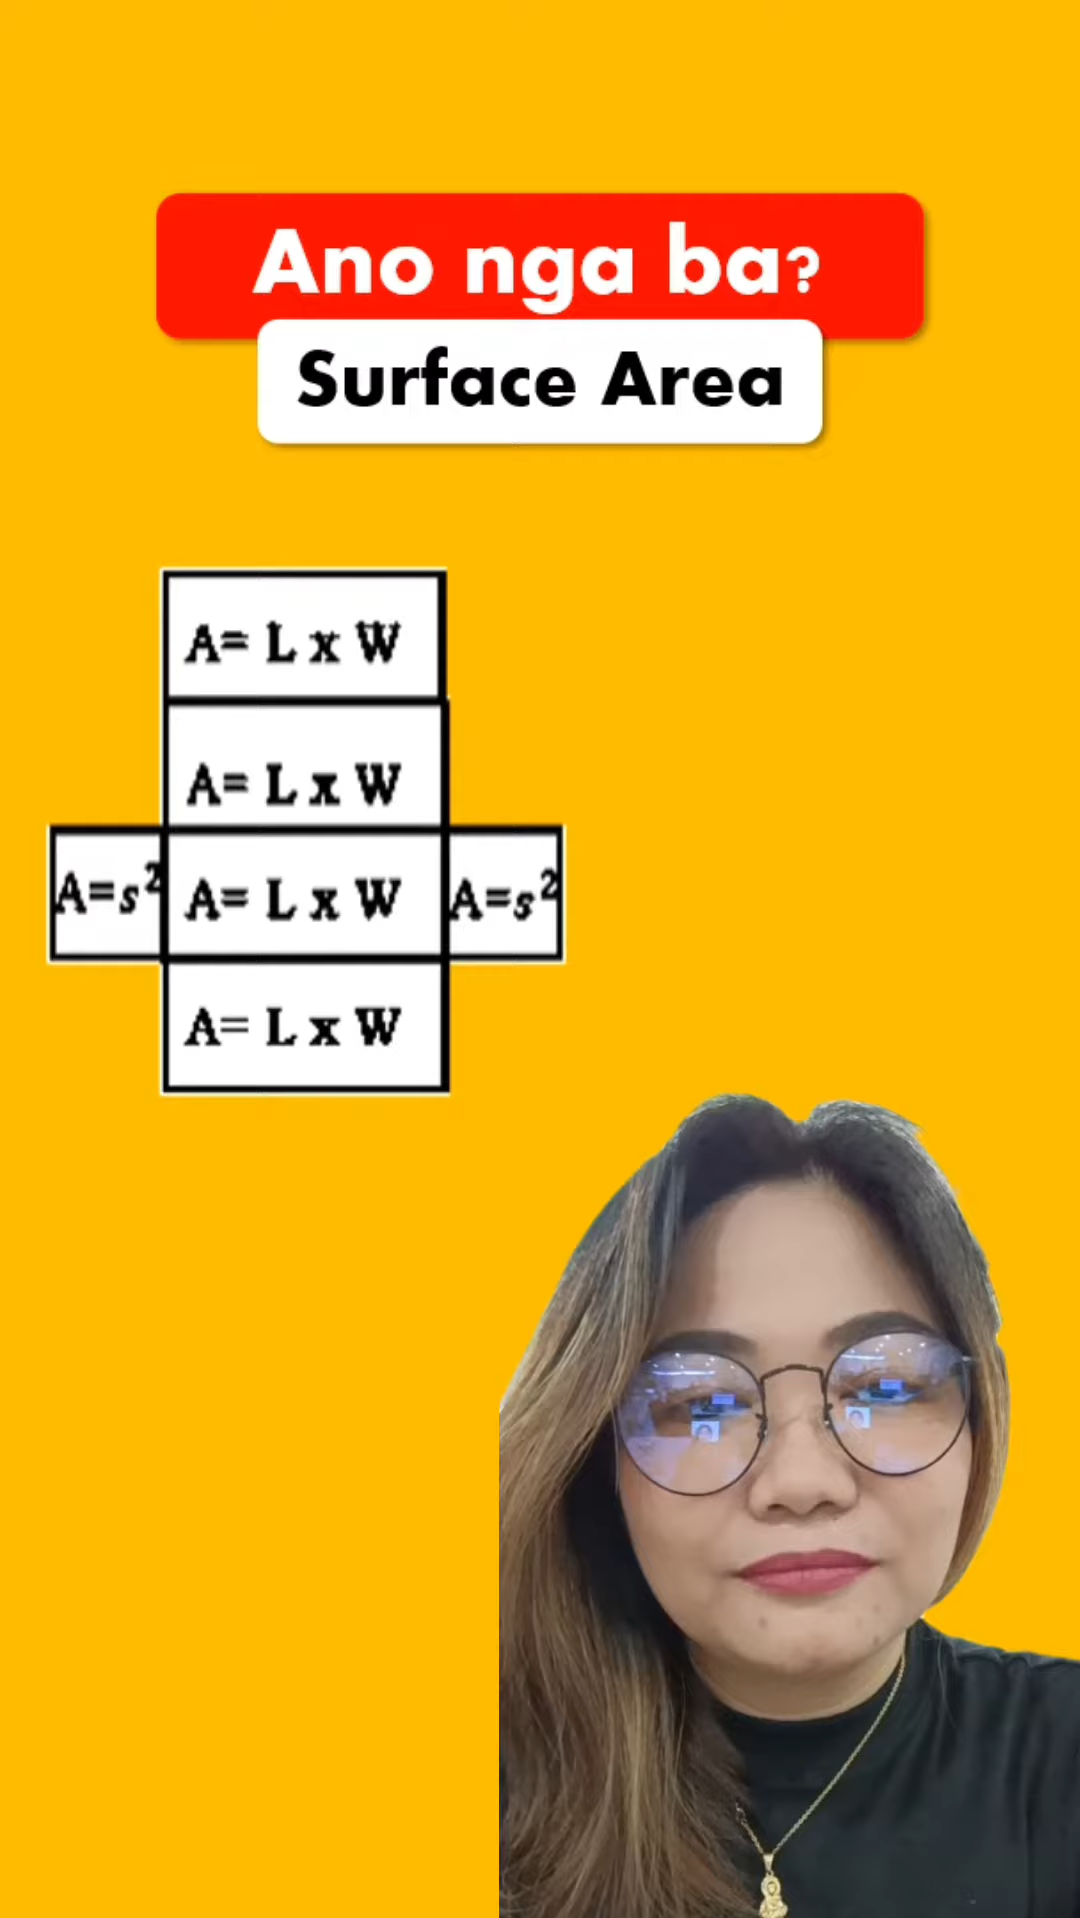 Ano nga ba?
Surface Area
A= L x W
A= L x W
A=s² A= L x W A=s²
A= L x W